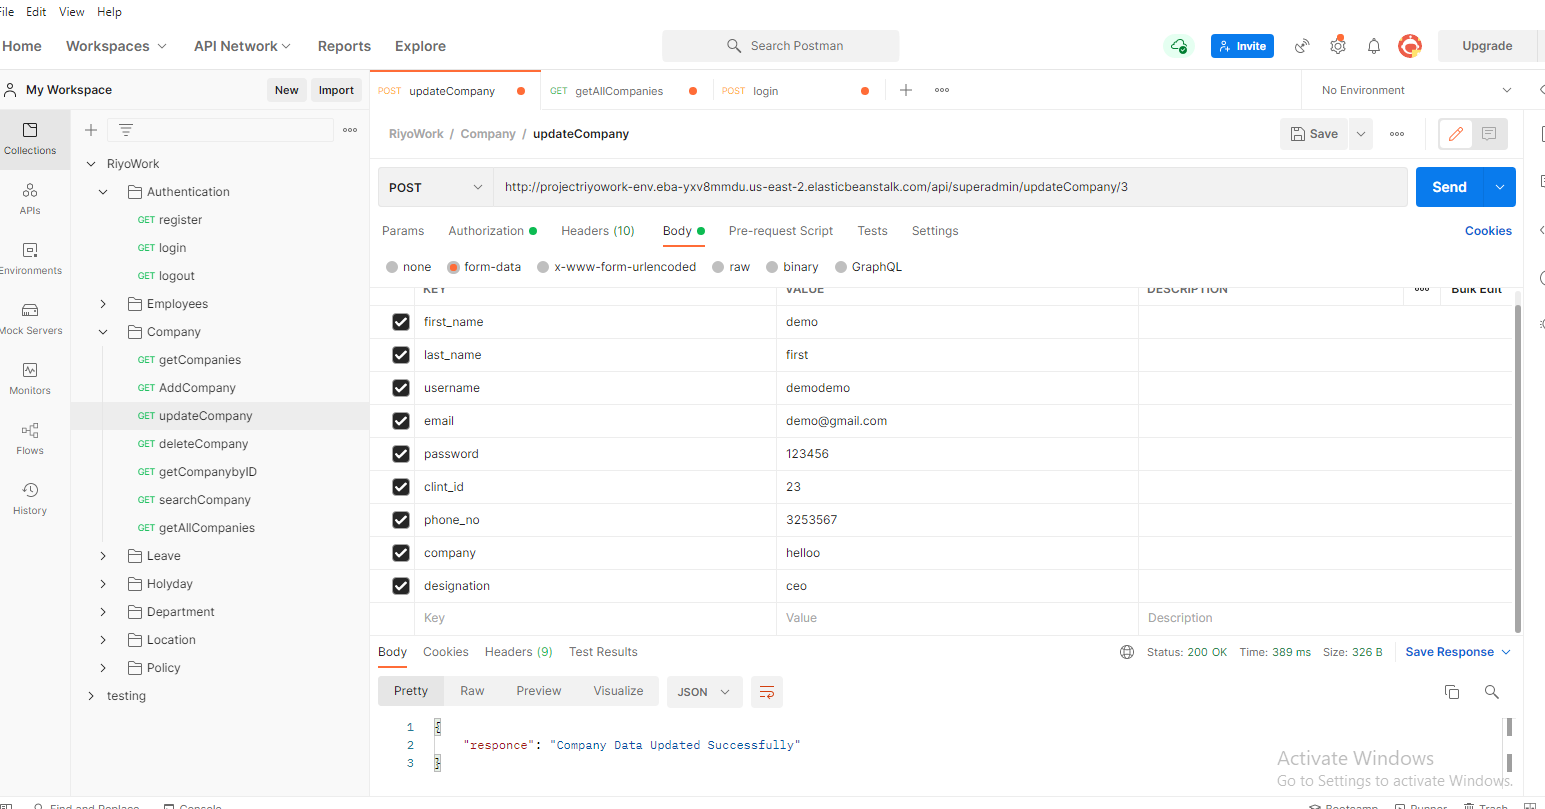 File Edit View Help
Home Workspaces API Network Reports Explore Search Postman Invite Upgrade
My Workspace New Import POST updateCompany GET getAllCompanies POST login No Environment
Collections
APIs
Environments
Mock Servers
Monitors
Flows
History
RiyoWork
Authentication
GET register
GET login
GET logout
Employees
Company
GET getCompanies
GET AddCompany
GET updateCompany
GET deleteCompany
GET getCompanybyID
GET searchCompany
GET getAllCompanies
Leave
Holyday
Department
Location
Policy
testing
RiyoWork / Company / updateCompany Save
POST http://projectriyowork-env.eba-yxv8mmdu.us-east-2.elasticbeanstalk.com/api/superadmin/updateCompany/3 Send
Params Authorization Headers (10) Body Pre-request Script Tests Settings Cookies
none form-data x-www-form-urlencoded raw binary GraphQL
KEY VALUE DESCRIPTION Bulk Edit
first_name demo
last_name first
username demodemo
email demo@gmail.com
password 123456
clint_id 23
phone_no 3253567
company helloo
designation ceo
Key Value Description
Body Cookies Headers (9) Test Results Status: 200 OK Time: 389 ms Size: 326 B Save Response
Pretty Raw Preview Visualize JSON
1 {
2 "responce": "Company Data Updated Successfully"
3 }
Activate Windows
Go to Settings to activate Windows.
Find and Replace Console Bootcamp Runner Trash